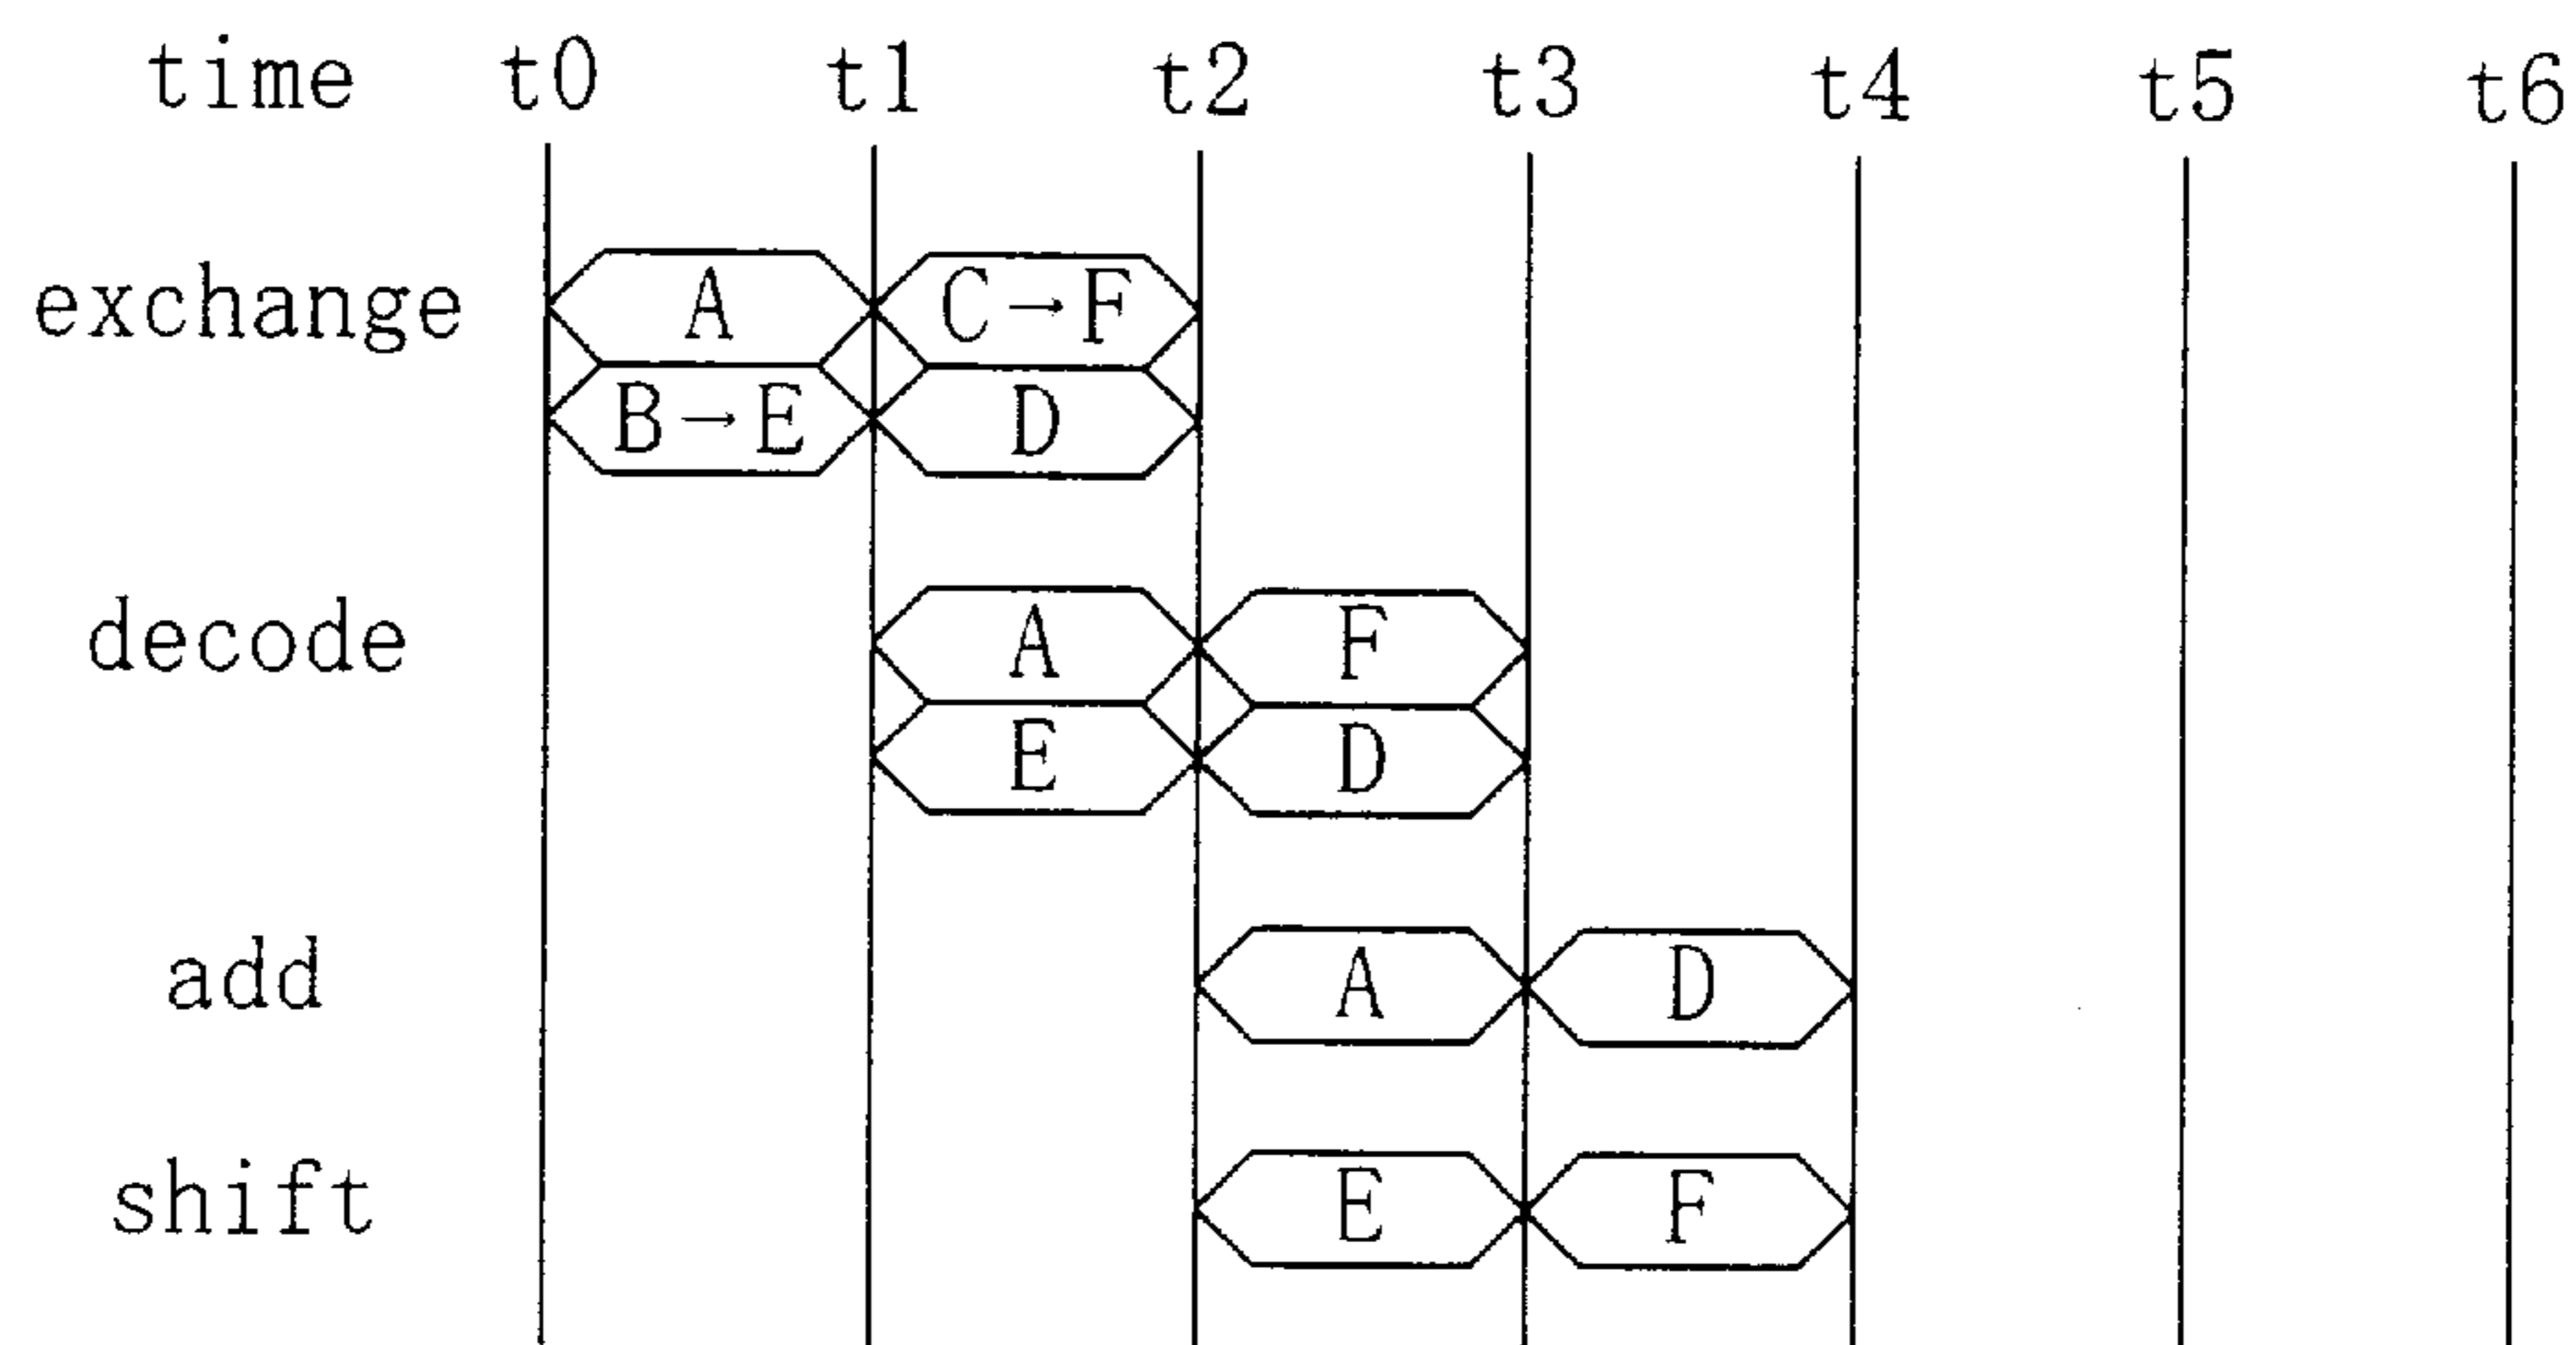 time t0 t1 t2 t3 t4 t5 t6
exchange A C→F
B→E D
decode A F
E D
add A D
shift E F